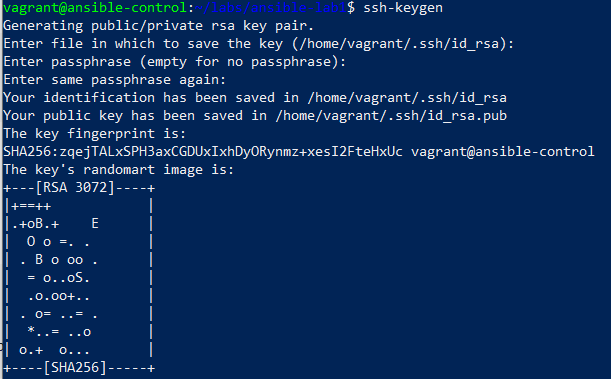 vagrant@ansible-control:~/labs/ansible-lab1$ ssh-keygen
Generating public/private rsa key pair.
Enter file in which to save the key (/home/vagrant/.ssh/id_rsa):
Enter passphrase (empty for no passphrase):
Enter same passphrase again:
Your identification has been saved in /home/vagrant/.ssh/id_rsa
Your public key has been saved in /home/vagrant/.ssh/id_rsa.pub
The key fingerprint is:
SHA256:zqejTALxSPH3axCGDUxIxhDyORynmz+xesI2FteHxUc vagrant@ansible-control
The key's randomart image is:
+---[RSA 3072]----+
|+==++            |
|.+oB.+    E      |
|  O o =. .       |
| . B o oo .      |
|  = o..oS.       |
|  .o.oo+..       |
| . o= ..= .      |
|  *..= ..o       |
| o.+  o...       |
+----[SHA256]-----+